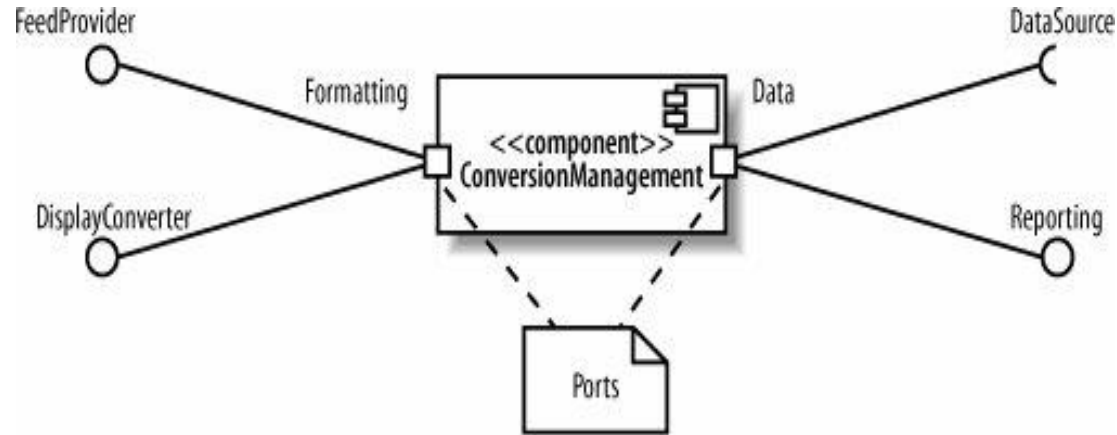 FeedProvider
DataSource
Formatting
Data
<<component>>
ConversionManagement
DisplayConverter
Reporting
Ports